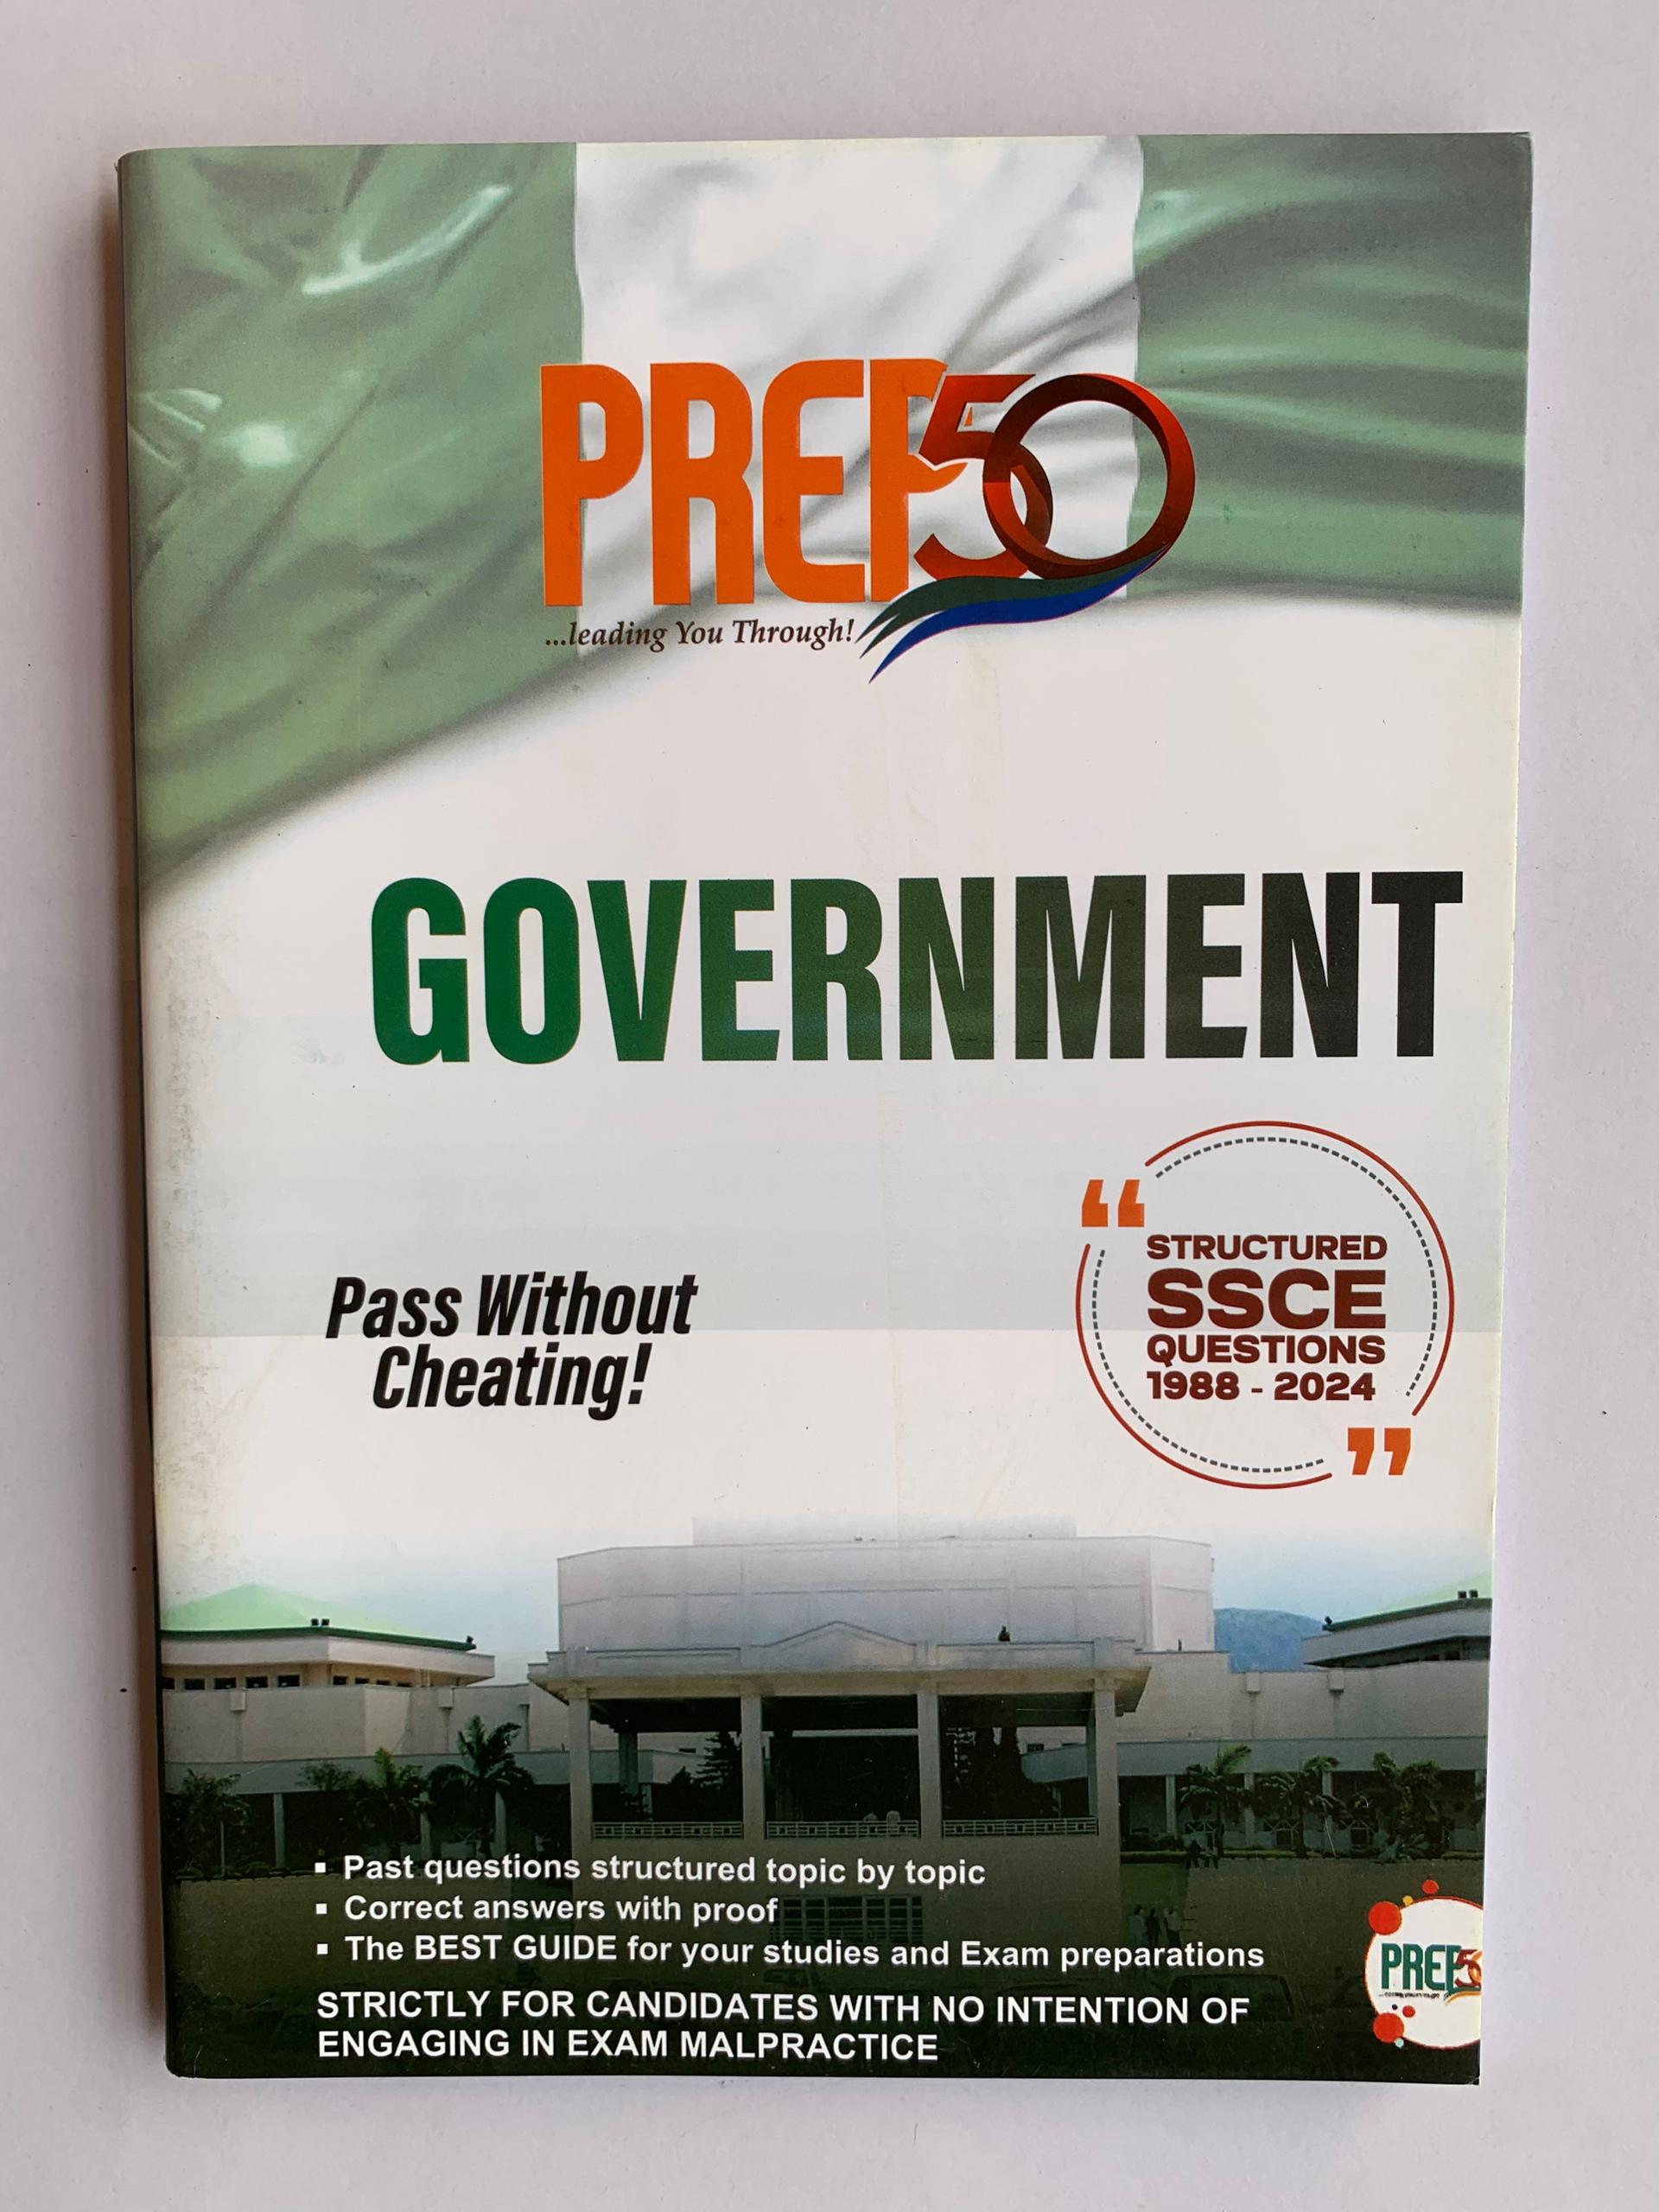 PREP50
...leading You Through!
GOVERNMENT
Pass Without
Cheating!
“
STRUCTURED
SSCE
QUESTIONS
1988 - 2024
”
▪ Past questions structured topic by topic
▪ Correct answers with proof
▪ The BEST GUIDE for your studies and Exam preparations
STRICTLY FOR CANDIDATES WITH NO INTENTION OF
ENGAGING IN EXAM MALPRACTICE
PREP5